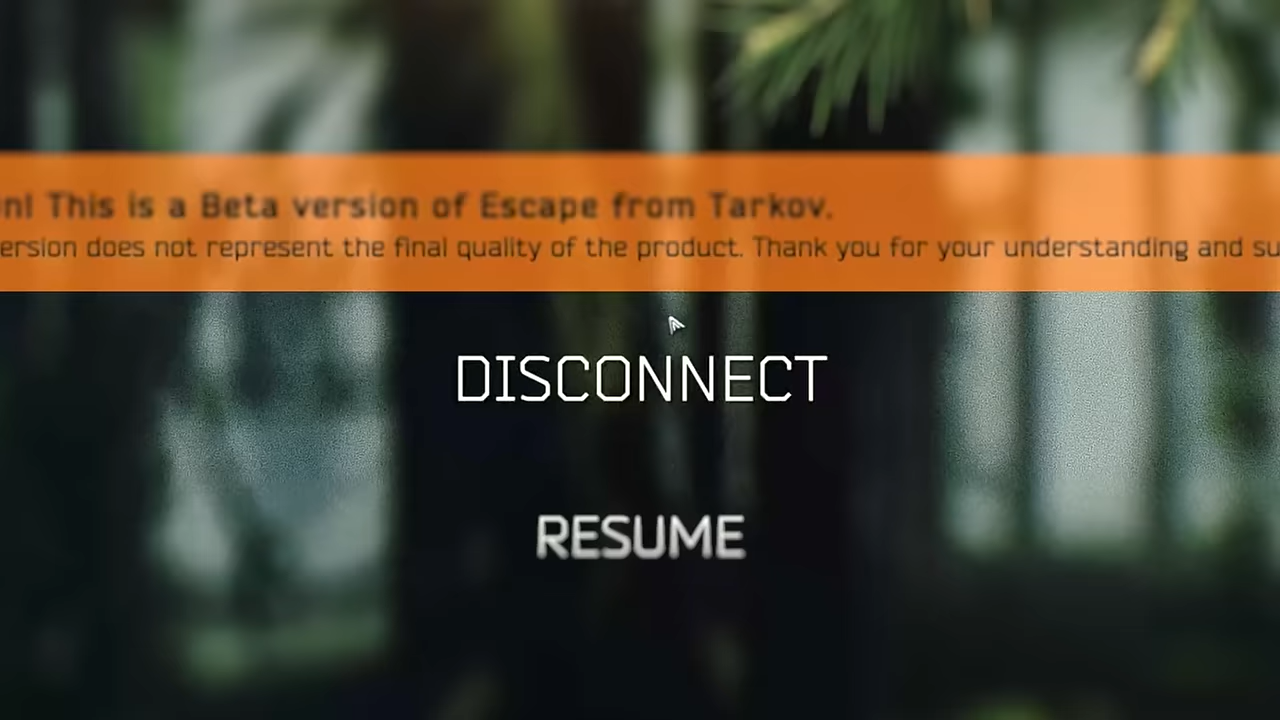 This is a Beta version of Escape from Tarkov.
does not represent the final quality of the product. Thank you for your understanding and
DISCONNECT
RESUME